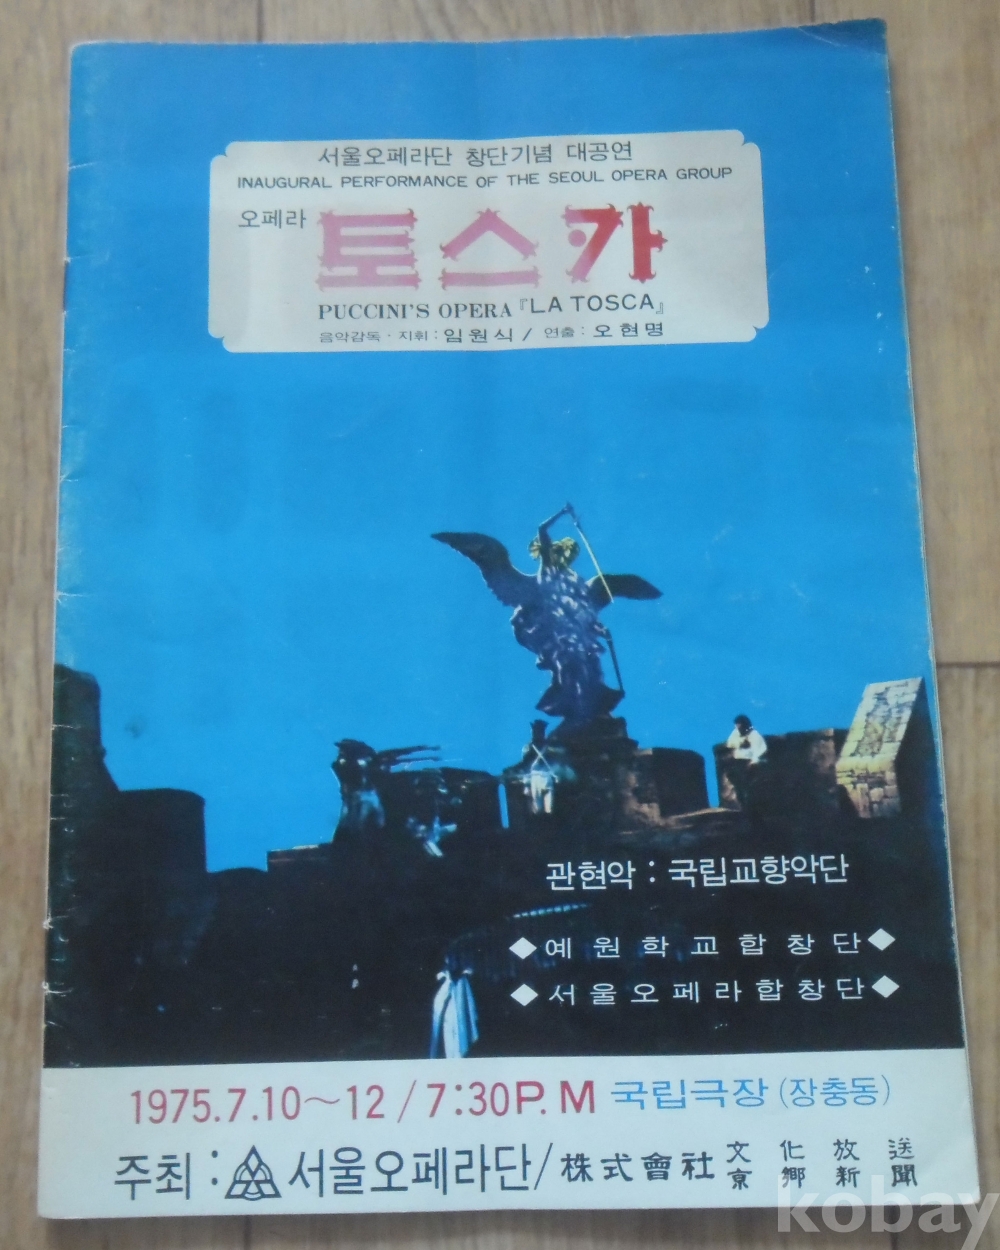 서울오페라단 창단기념 대공연
INAUGURAL PERFORMANCE OF THE SEOUL OPERA GROUP
오페라 토스카
PUCCINI'S OPERA『LA TOSCA』
음악감독·지휘:임원식/연출:오현명
관현악:국립교향악단
◆예원학교합창단◆
◆서울오페라합창단◆
1975.7.10~12/7:30P.M 국립극장(장충동)
주최: 서울오페라단/株式會社 文化放送
京鄕新聞
kobay